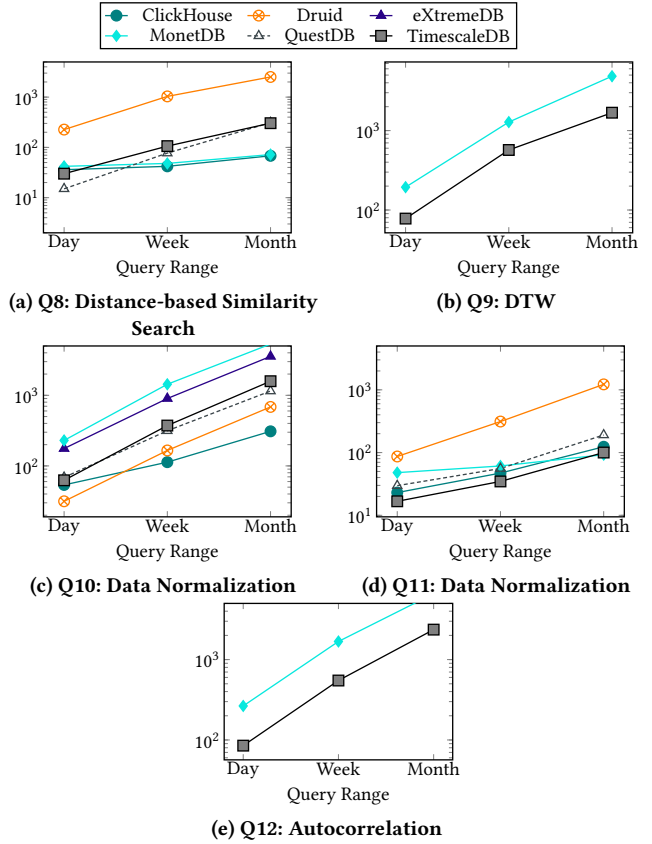 ClickHouse Druid eXtremeDB
MonetDB QuestDB TimescaleDB
10^3
10^2
10^1
Day Week Month
Query Range
(a) Q8: Distance-based Similarity
Search
10^3
10^2
Day Week Month
Query Range
(b) Q9: DTW
10^3
10^2
Day Week Month
Query Range
(c) Q10: Data Normalization
10^3
10^2
10^1
Day Week Month
Query Range
(d) Q11: Data Normalization
10^3
10^2
Day Week Month
(e) Q12: Autocorrelation